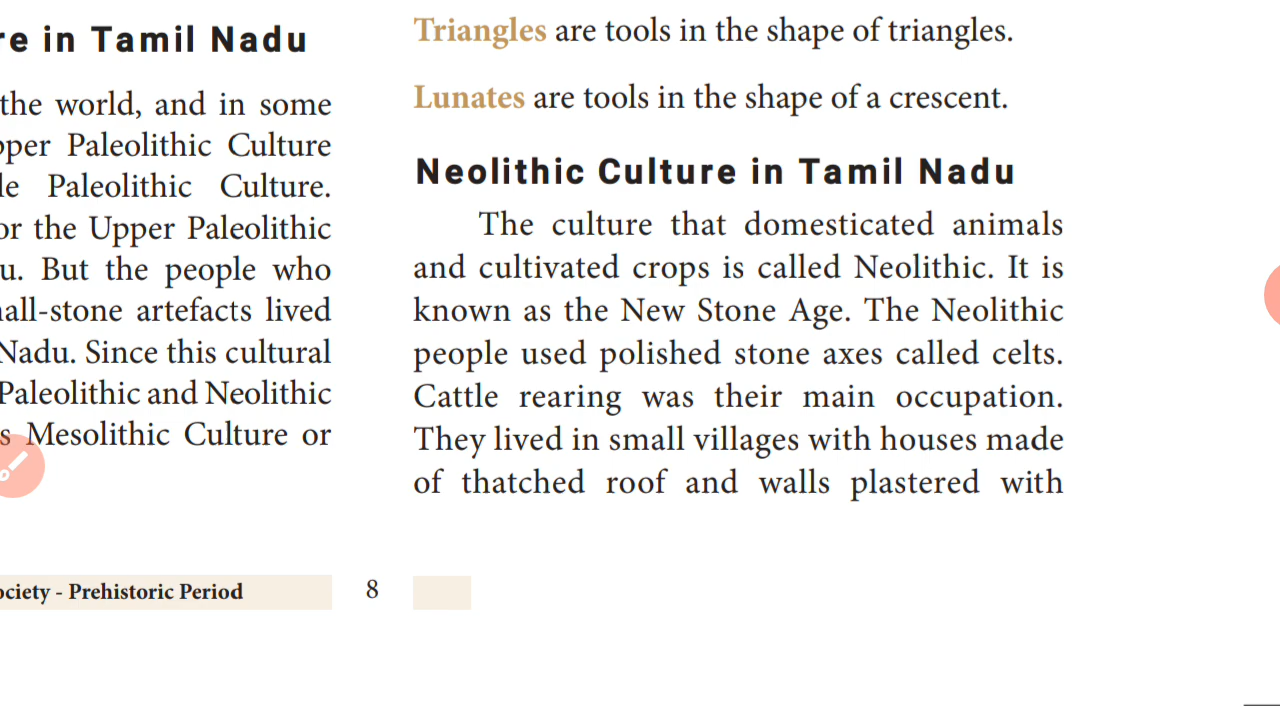 re in Tamil Nadu
the world, and in some
pper Paleolithic Culture
le Paleolithic Culture.
or the Upper Paleolithic
u. But the people who
all-stone artefacts lived
Nadu. Since this cultural
Paleolithic and Neolithic
s Mesolithic Culture or
Triangles are tools in the shape of triangles.
Lunates are tools in the shape of a crescent.
Neolithic Culture in Tamil Nadu
The culture that domesticated animals
and cultivated crops is called Neolithic. It is
known as the New Stone Age. The Neolithic
people used polished stone axes called celts.
Cattle rearing was their main occupation.
They lived in small villages with houses made
of thatched roof and walls plastered with
ociety - Prehistoric Period
8